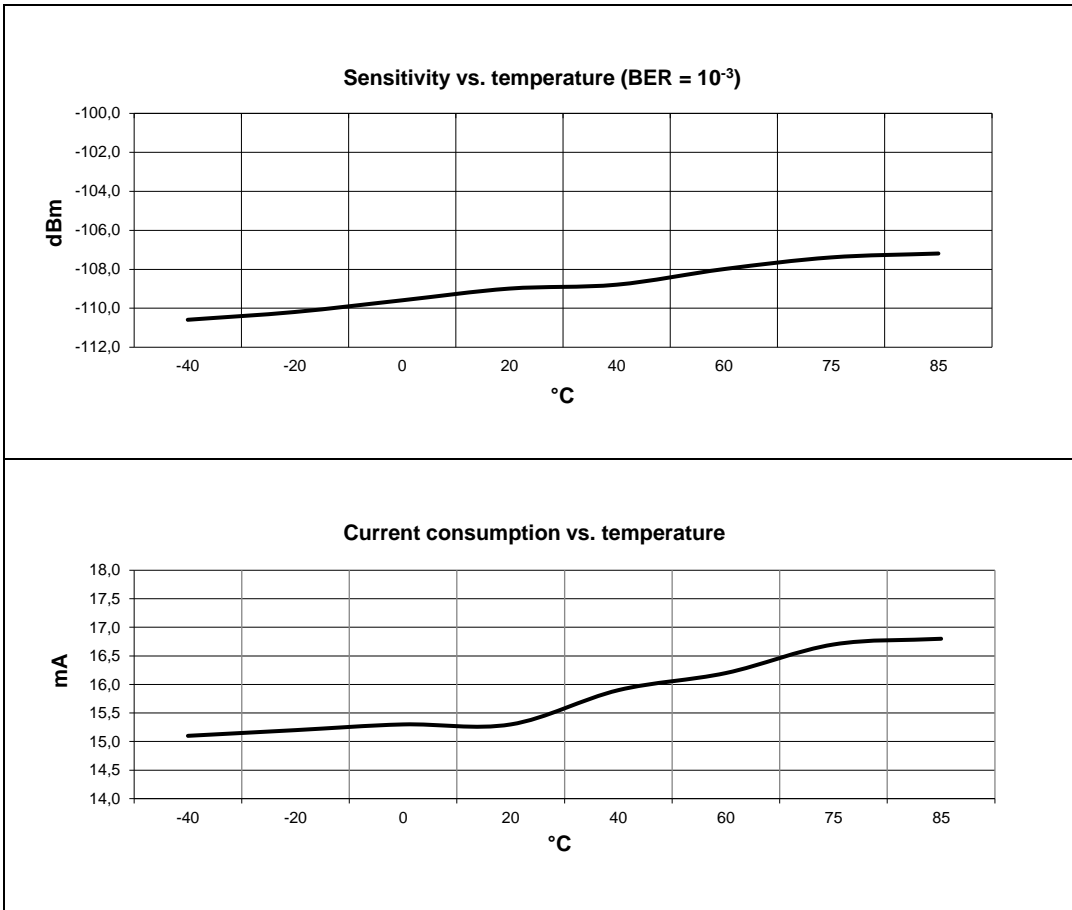 Sensitivity vs. temperature (BER = 10⁻³)
-100,0
-102,0
-104,0
-106,0
-108,0
-110,0
-112,0
dBm
-40 -20 0 20 40 60 75 85
°C
Current consumption vs. temperature
18,0
17,5
17,0
16,5
16,0
15,5
15,0
14,5
14,0
mA
-40 -20 0 20 40 60 75 85
°C